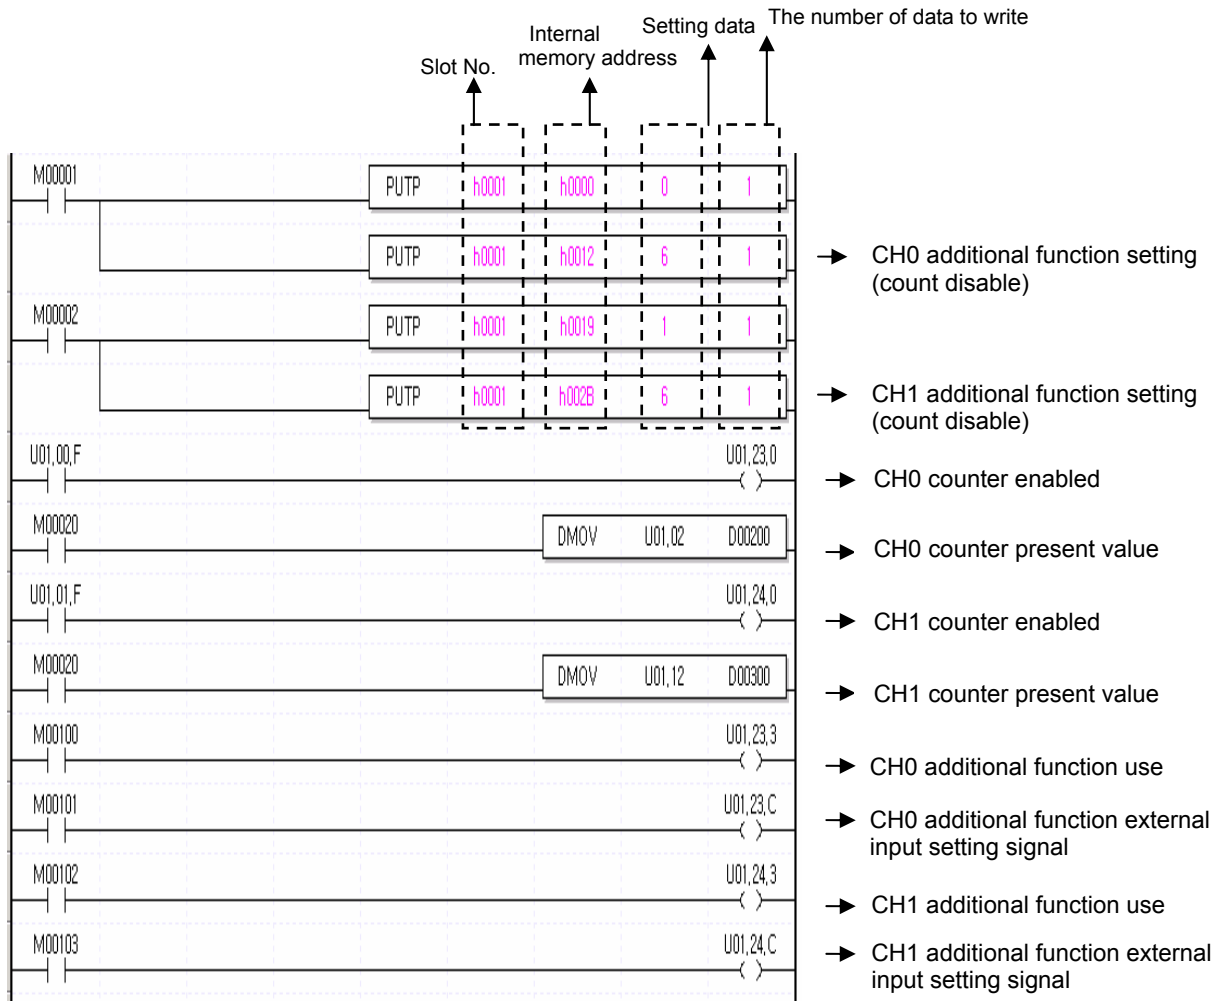 The number of data to write
Setting data
Internal
memory address
Slot No.
M00001
PUTP h0001 h0000 0 1
PUTP h0001 h0012 6 1
CH0 additional function setting
(count disable)
M00002
PUTP h0001 h0019 1 1
PUTP h0001 h002B 6 1
CH1 additional function setting
(count disable)
U01,00,F
U01,23,0
CH0 counter enabled
M00020
DMOV U01,02 D00200
CH0 counter present value
U01,01,F
U01,24,0
CH1 counter enabled
M00020
DMOV U01,12 D00300
CH1 counter present value
M00100
U01,23,3
CH0 additional function use
M00101
U01,23,C
CH0 additional function external
input setting signal
M00102
U01,24,3
CH1 additional function use
M00103
U01,24,C
CH1 additional function external
input setting signal